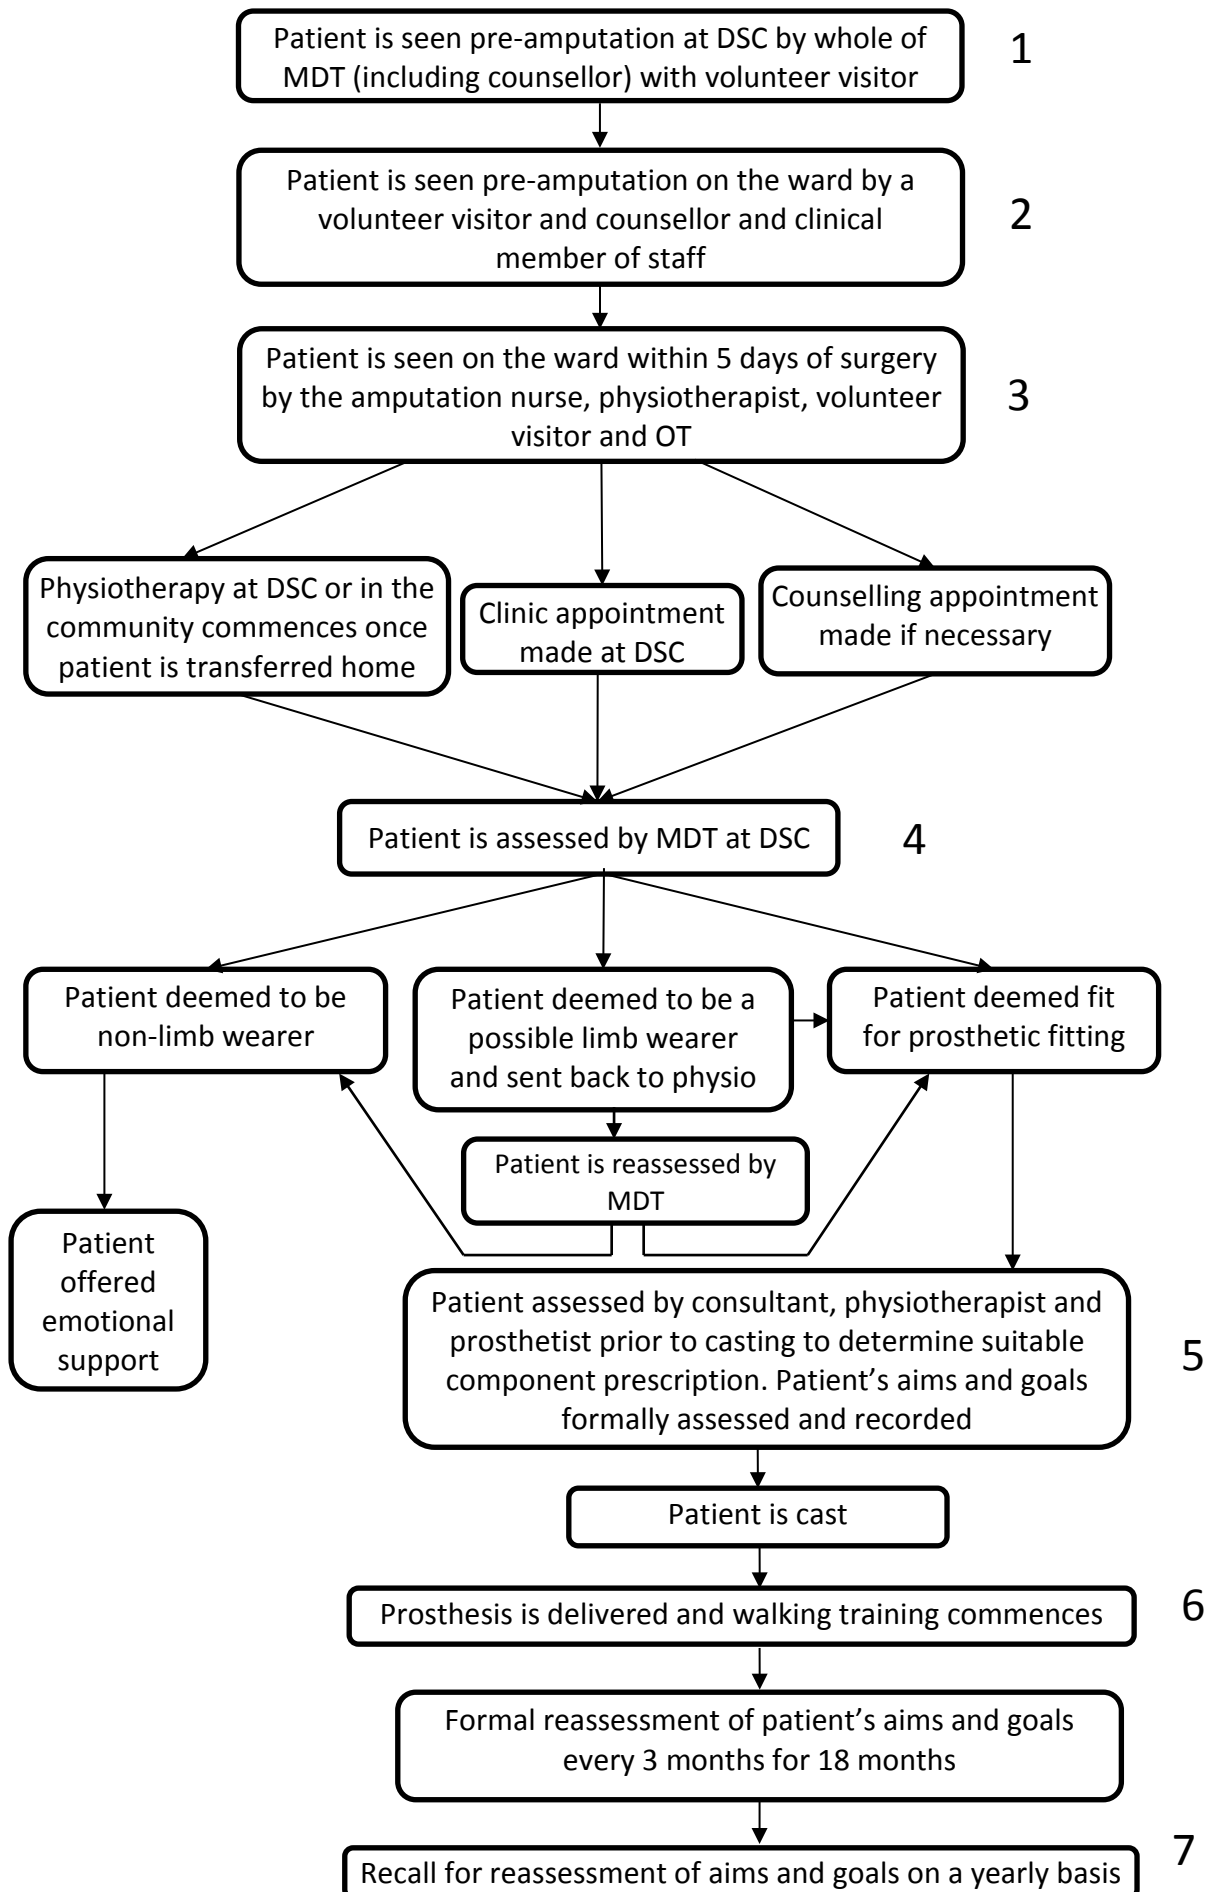 Patient is seen pre-amputation at DSC by whole of
MDT (including counsellor) with volunteer visitor
1
Patient is seen pre-amputation on the ward by a
volunteer visitor and counsellor and clinical
member of staff
2
Patient is seen on the ward within 5 days of surgery
by the amputation nurse, physiotherapist, volunteer
visitor and OT
3
Physiotherapy at DSC or in the
community commences once
patient is transferred home
Clinic appointment
made at DSC
Counselling appointment
made if necessary
Patient is assessed by MDT at DSC
4
Patient deemed to be
non-limb wearer
Patient deemed to be a
possible limb wearer
and sent back to physio
Patient deemed fit
for prosthetic fitting
Patient is reassessed by
MDT
Patient
offered
emotional
support
Patient assessed by consultant, physiotherapist and
prosthetist prior to casting to determine suitable
component prescription. Patient’s aims and goals
formally assessed and recorded
5
Patient is cast
Prosthesis is delivered and walking training commences
6
Formal reassessment of patient’s aims and goals
every 3 months for 18 months
7
Recall for reassessment of aims and goals on a yearly basis